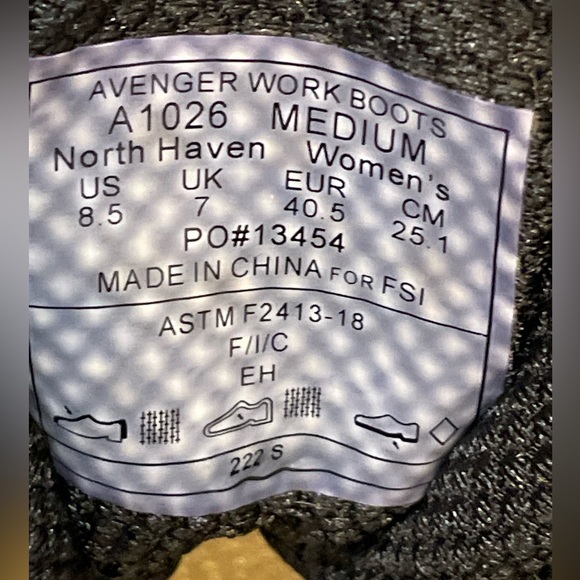 AVENGER WORK BOOTS
A1026 MEDIUM
North Haven Women's
US UK EUR CM
8.5 7 40.5 25.1
PO#13454
MADE IN CHINA FOR FSI
ASTM F2413-18
F/I/C
EH
222 S